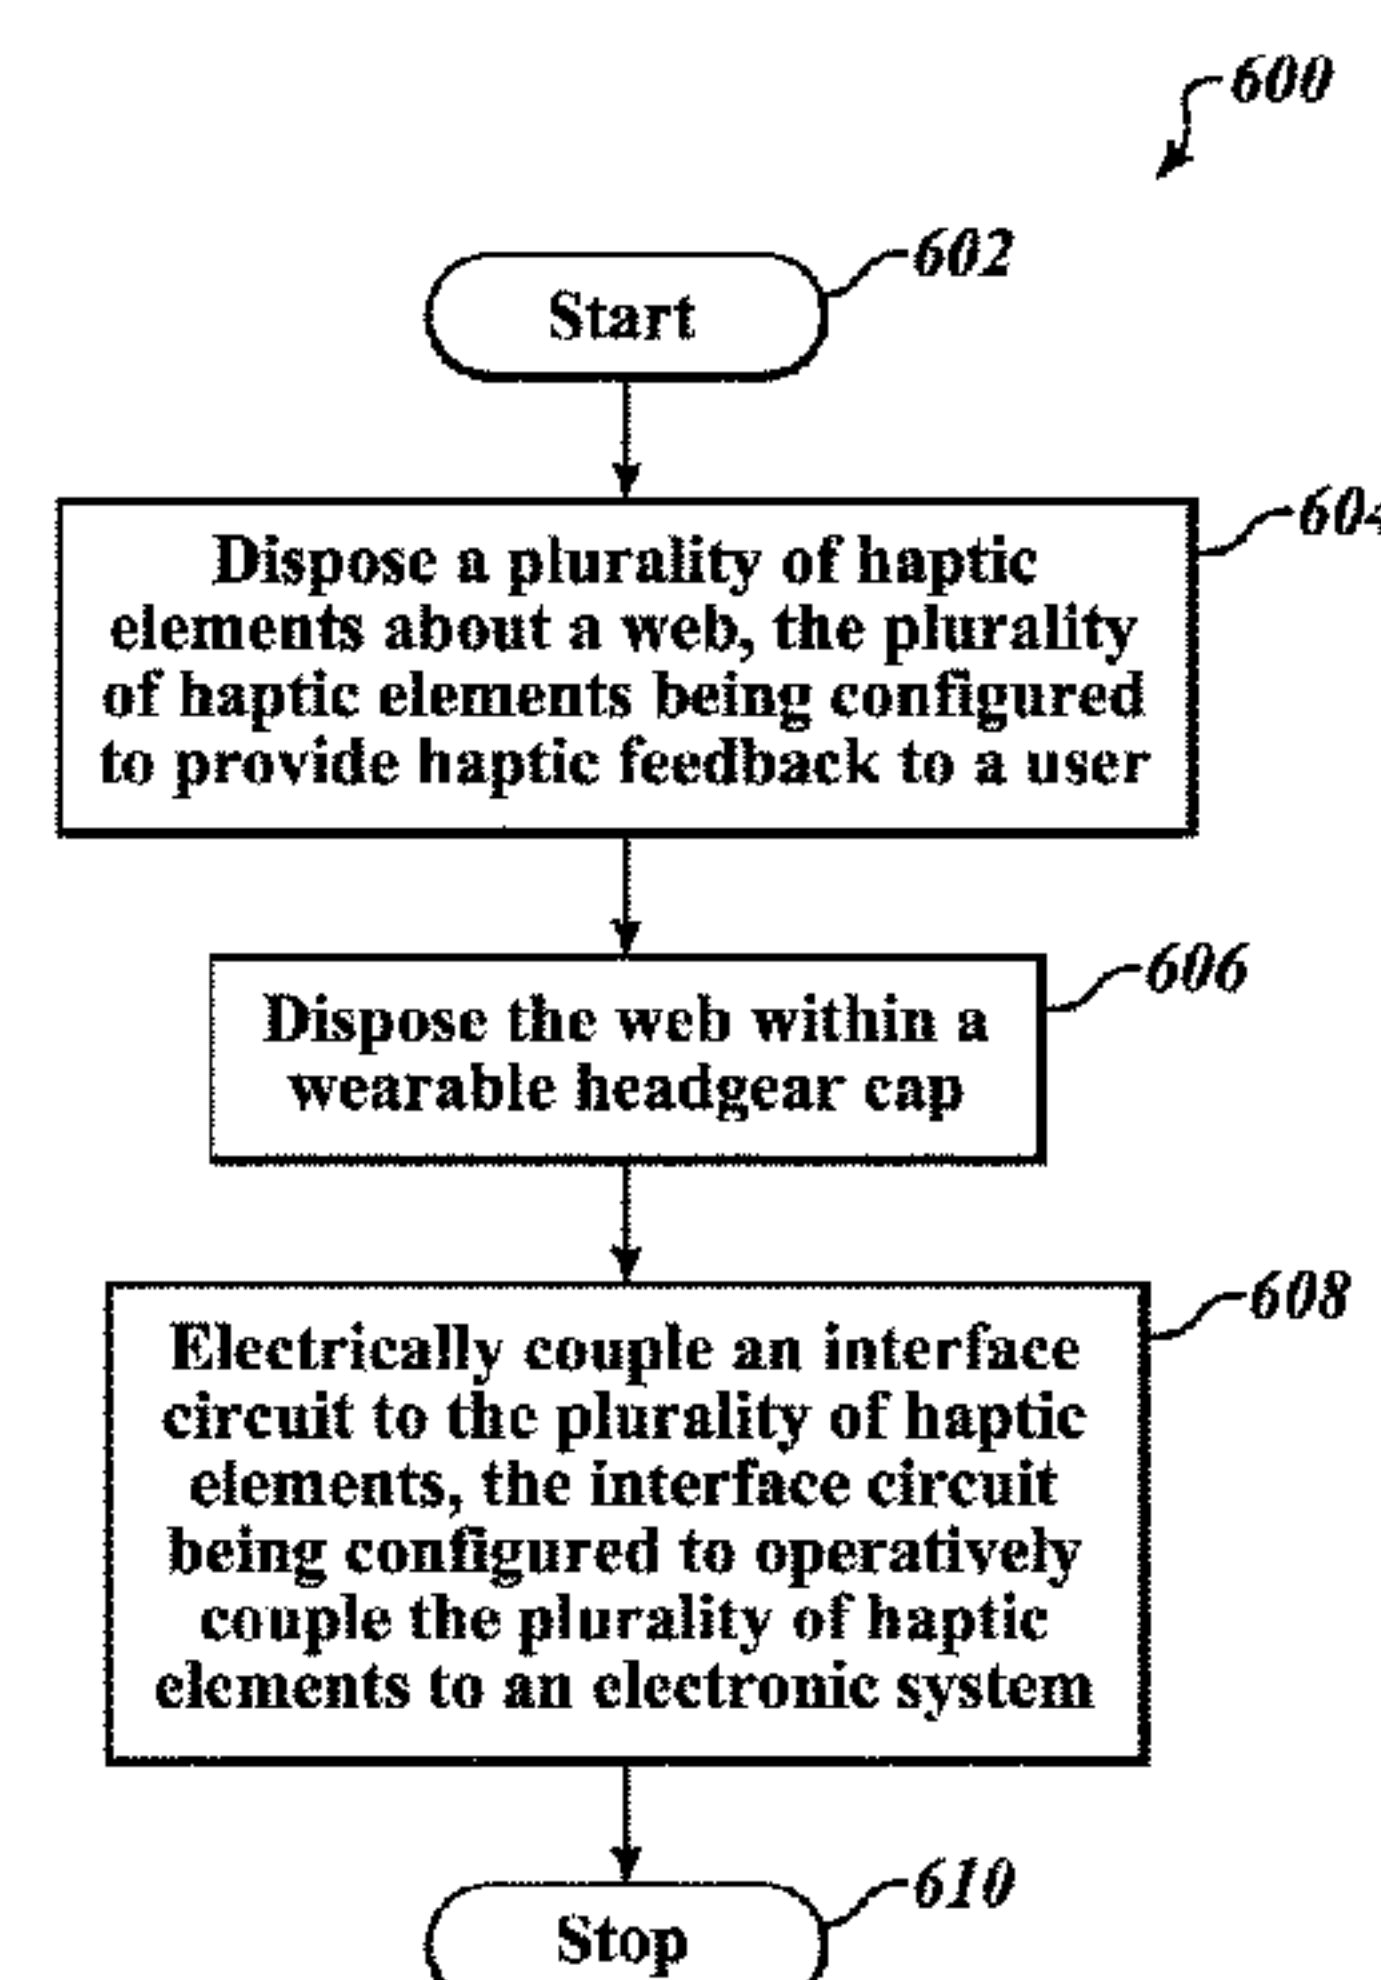 600
602
Start
604
Dispose a plurality of haptic
elements about a web, the plurality
of haptic elements being configured
to provide haptic feedback to a user
606
Dispose the web within a
wearable headgear cap
608
Electrically couple an interface
circuit to the plurality of haptic
elements, the interface circuit
being configured to operatively
couple the plurality of haptic
elements to an electronic system
610
Stop